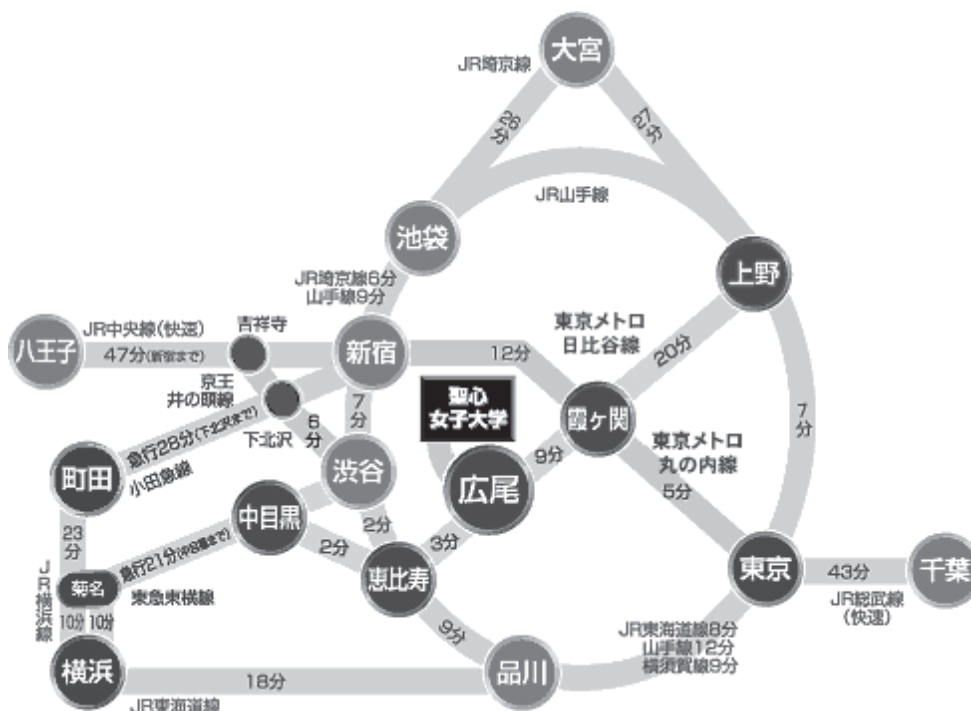 大宮
JR埼京線
26分
27分
JR山手線
池袋
上野
JR埼京線6分
山手線9分
吉祥寺
JR中央線(快速)
八王子
47分(新宿まで)
新宿
12分
東京メトロ
日比谷線
20分
京王
井の頭線
7分
聖心
女子大学
霞ヶ関
下北沢
6分
急行28分(下北沢まで)
小田急線
町田
渋谷
広尾
9分
東京メトロ
丸の内線
5分
7分
23分
中目黒
2分
2分
3分
恵比寿
東京
43分
千葉
JR総武線
(快速)
JR横浜線
菊名
急行21分(中目黒まで)
東急東横線
10分
10分
9分
JR東海道線8分
山手線12分
横須賀線9分
横浜
18分
品川
JR東海道線